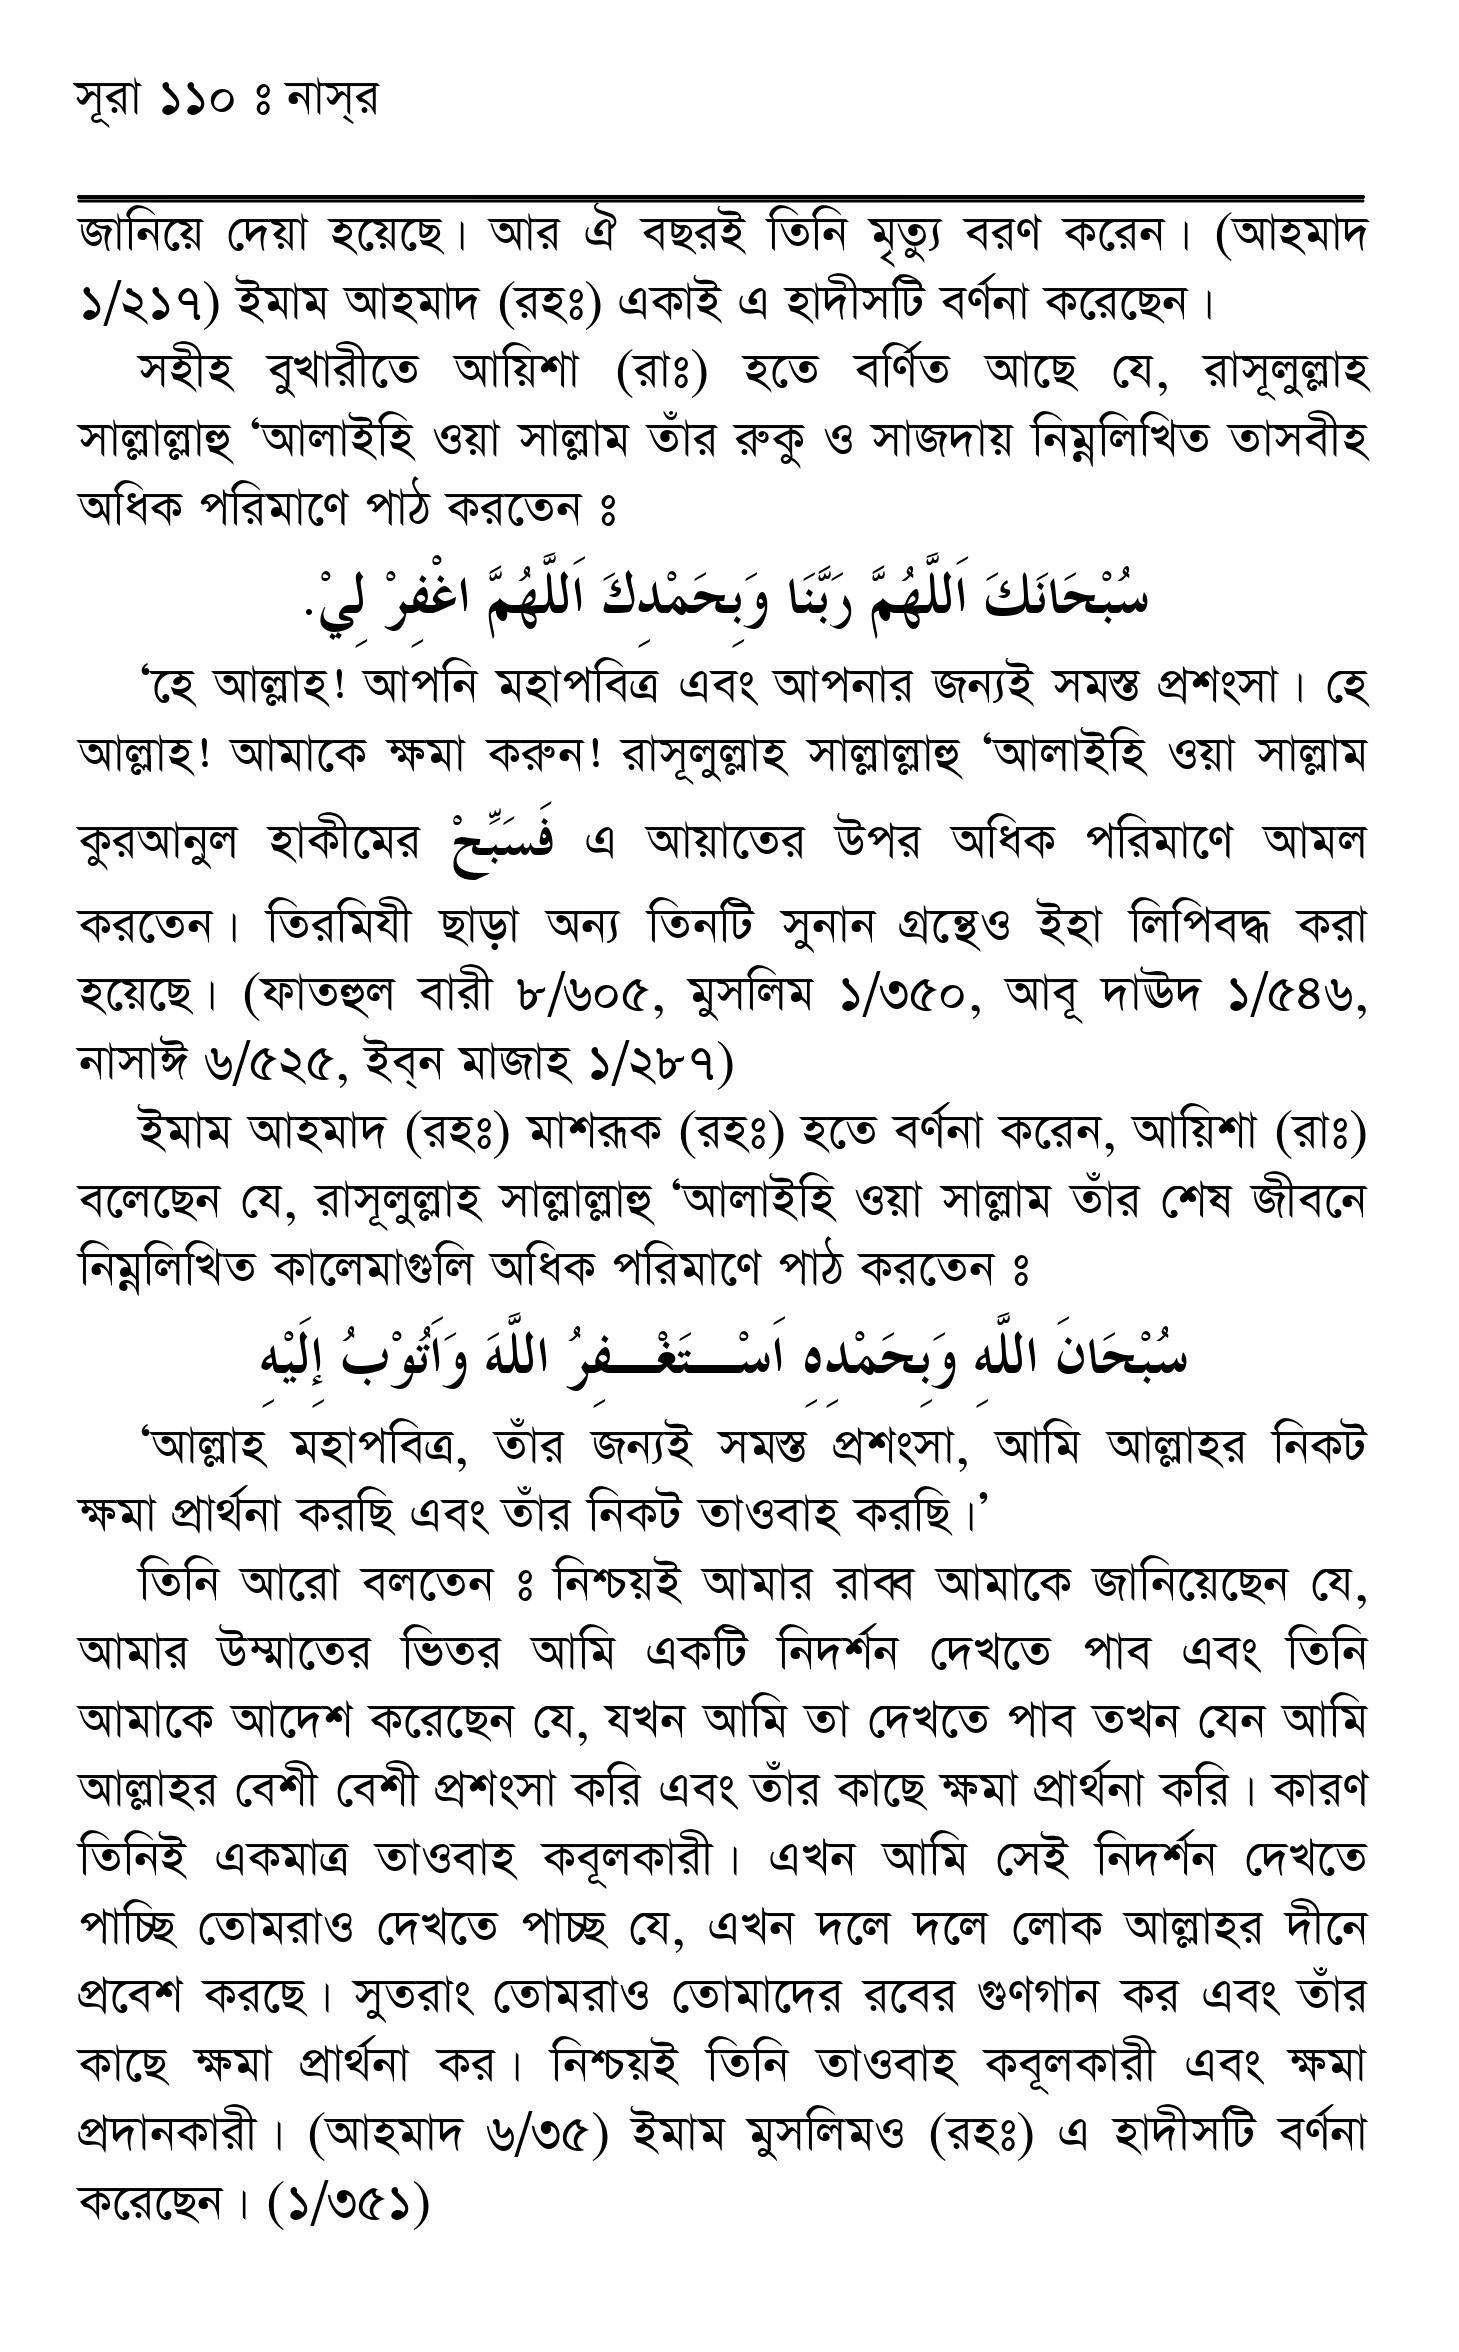 সূরা ১১০ ঃ নাস্‌র
জানিয়ে দেয়া হয়েছে। আর ঐ বছরই তিনি মৃত্যু বরণ করেন। (আহমাদ
১/২১৭) ইমাম আহমাদ (রহঃ) একাই এ হাদীসটি বর্ণনা করেছেন।
সহীহ বুখারীতে আয়িশা (রাঃ) হতে বর্ণিত আছে যে, রাসূলুল্লাহ
সাল্লাল্লাহু ‘আলাইহি ওয়া সাল্লাম তাঁর রুকু ও সাজদায় নিম্নলিখিত তাসবীহ
অধিক পরিমাণে পাঠ করতেন ঃ
سُبْحَانَكَ اَللَّهُمَّ رَبَّنَا وَبِحَمْدِكَ اَللَّهُمَّ اغْفِرْ لِيْ.
‘হে আল্লাহ! আপনি মহাপবিত্র এবং আপনার জন্যই সমস্ত প্রশংসা। হে
আল্লাহ! আমাকে ক্ষমা করুন! রাসূলুল্লাহ সাল্লাল্লাহু ‘আলাইহি ওয়া সাল্লাম
কুরআনুল হাকীমের فَسَبِّحْ এ আয়াতের উপর অধিক পরিমাণে আমল
করতেন। তিরমিযী ছাড়া অন্য তিনটি সুনান গ্রন্থেও ইহা লিপিবদ্ধ করা
হয়েছে। (ফাতহুল বারী ৮/৬০৫, মুসলিম ১/৩৫০, আবূ দাঊদ ১/৫৪৬,
নাসাঈ ৬/৫২৫, ইব্‌ন মাজাহ ১/২৮৭)
ইমাম আহমাদ (রহঃ) মাশরূক (রহঃ) হতে বর্ণনা করেন, আয়িশা (রাঃ)
বলেছেন যে, রাসূলুল্লাহ সাল্লাল্লাহু ‘আলাইহি ওয়া সাল্লাম তাঁর শেষ জীবনে
নিম্নলিখিত কালেমাগুলি অধিক পরিমাণে পাঠ করতেন ঃ
سُبْحَانَ اللَّهِ وَبِحَمْدِهِ اَسْـــتَغْـــفِرُ اللَّهَ وَاَتُوْبُ إِلَيْهِ
‘আল্লাহ মহাপবিত্র, তাঁর জন্যই সমস্ত প্রশংসা, আমি আল্লাহর নিকট
ক্ষমা প্রার্থনা করছি এবং তাঁর নিকট তাওবাহ করছি।’
তিনি আরো বলতেন ঃ নিশ্চয়ই আমার রাব্ব আমাকে জানিয়েছেন যে,
আমার উম্মাতের ভিতর আমি একটি নিদর্শন দেখতে পাব এবং তিনি
আমাকে আদেশ করেছেন যে, যখন আমি তা দেখতে পাব তখন যেন আমি
আল্লাহর বেশী বেশী প্রশংসা করি এবং তাঁর কাছে ক্ষমা প্রার্থনা করি। কারণ
তিনিই একমাত্র তাওবাহ কবূলকারী। এখন আমি সেই নিদর্শন দেখতে
পাচ্ছি তোমরাও দেখতে পাচ্ছ যে, এখন দলে দলে লোক আল্লাহর দীনে
প্রবেশ করছে। সুতরাং তোমরাও তোমাদের রবের গুণগান কর এবং তাঁর
কাছে ক্ষমা প্রার্থনা কর। নিশ্চয়ই তিনি তাওবাহ কবূলকারী এবং ক্ষমা
প্রদানকারী। (আহমাদ ৬/৩৫) ইমাম মুসলিমও (রহঃ) এ হাদীসটি বর্ণনা
করেছেন। (১/৩৫১)